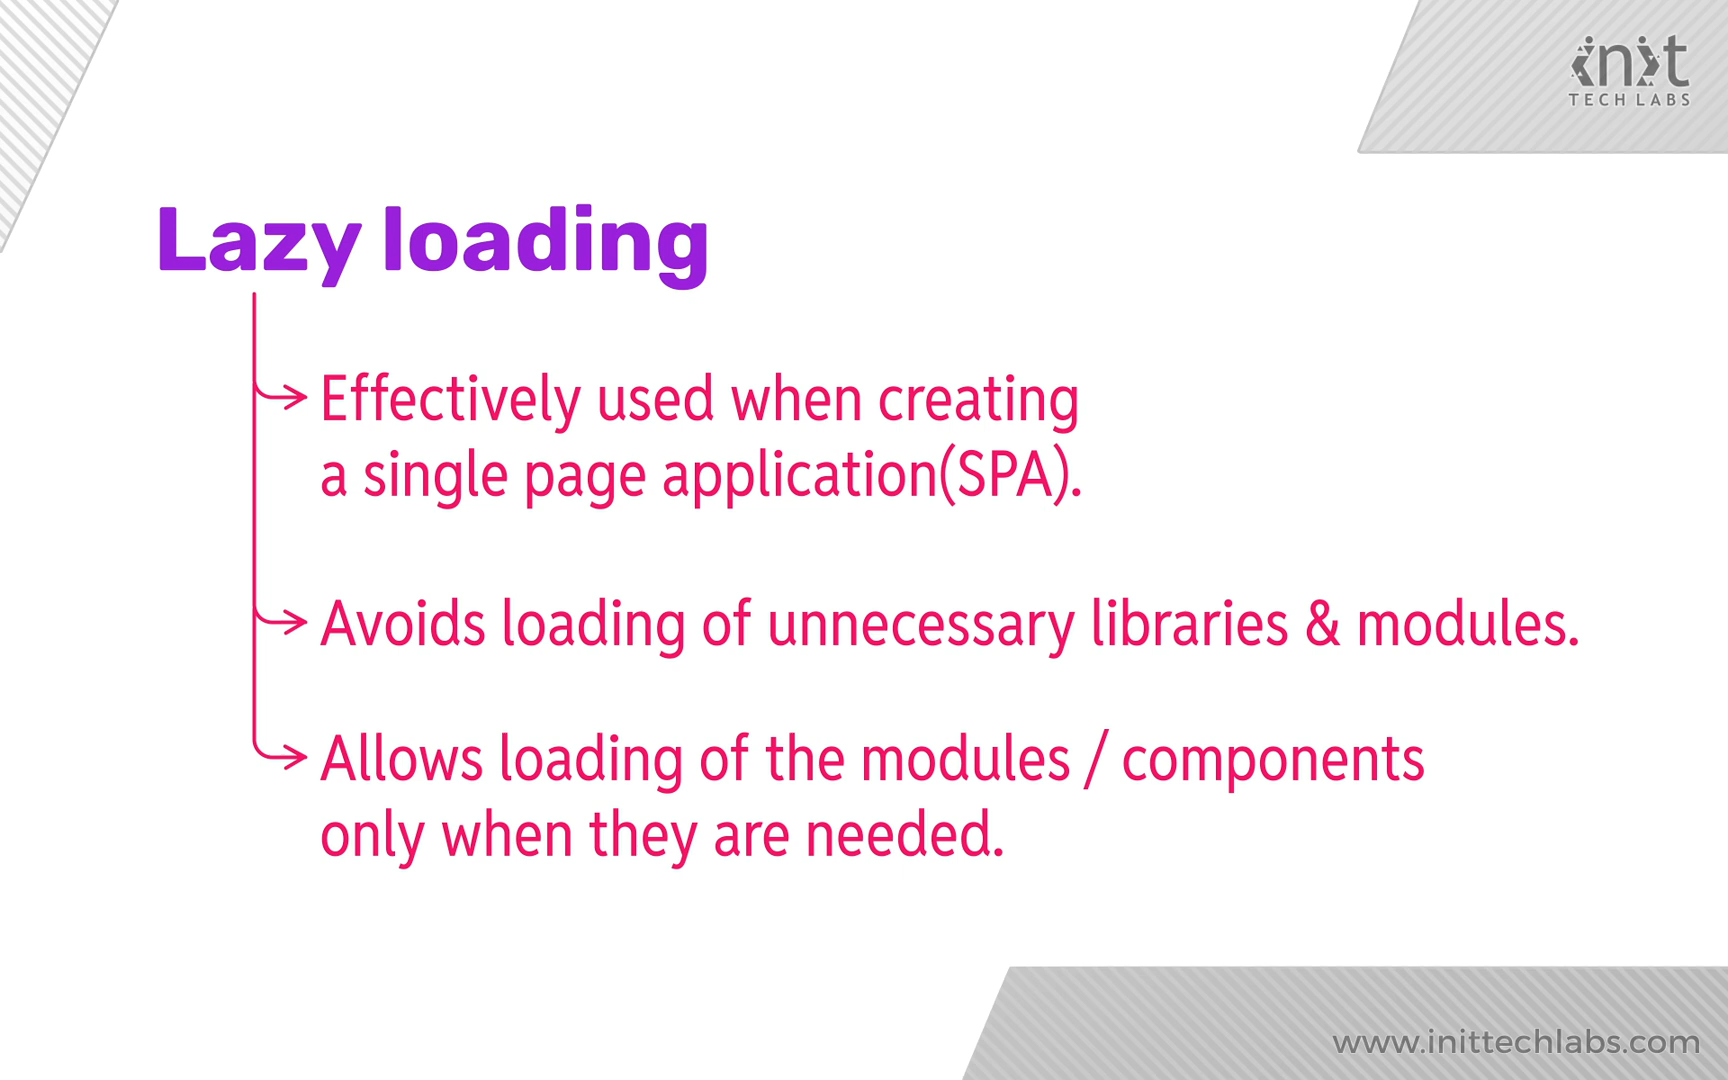 init
TECH LABS
Lazy loading
Effectively used when creating
a single page application(SPA).
Avoids loading of unnecessary libraries & modules.
Allows loading of the modules / components
only when they are needed.
www.inittechlabs.com